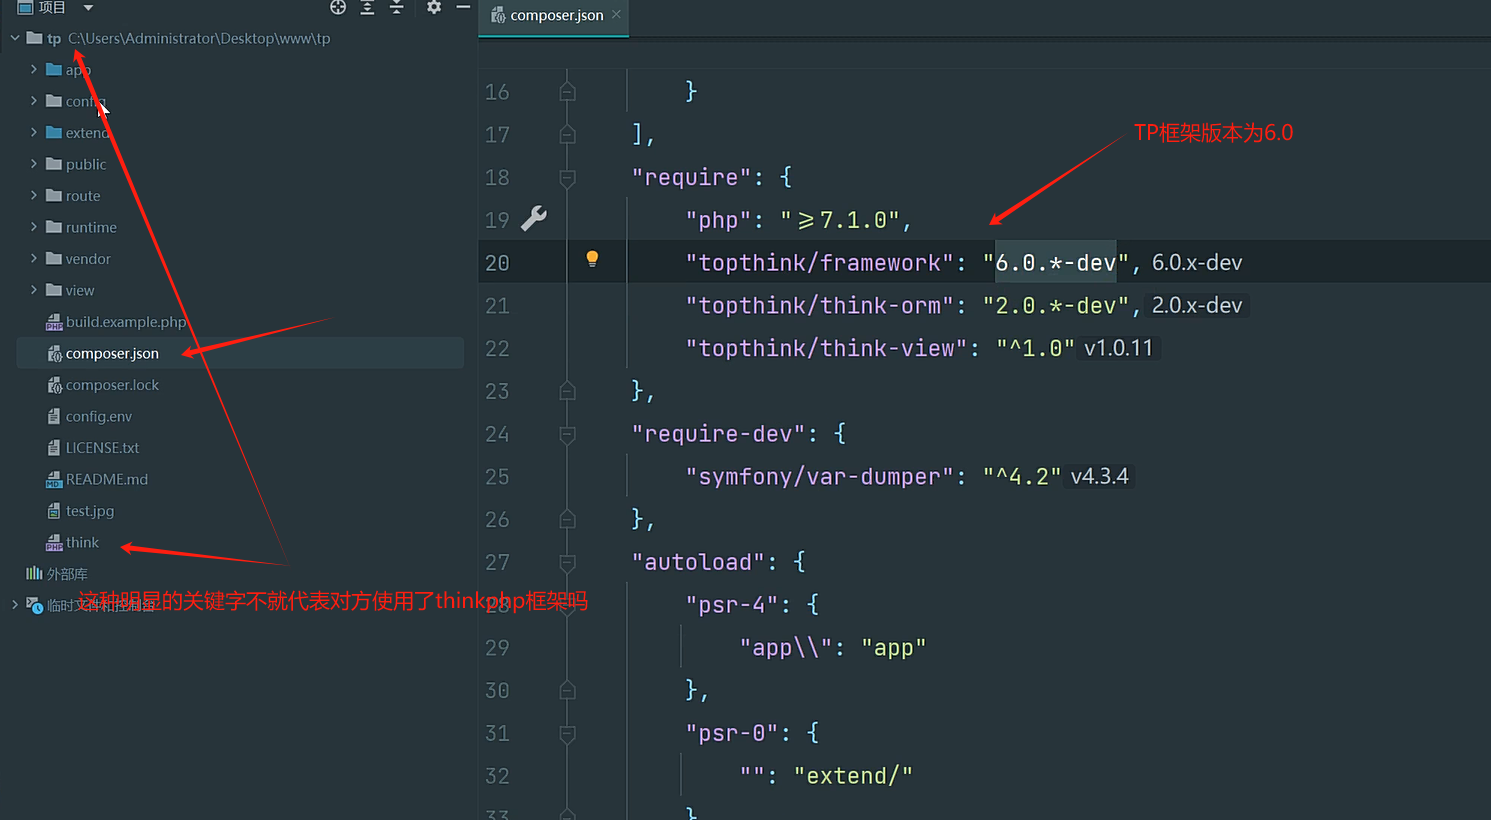 项目
composer.json
tp C:\Users\Administrator\Desktop\www\tp
app
config
extend
public
route
runtime
vendor
view
build.example.php
composer.json
composer.lock
config.env
LICENSE.txt
README.md
test.jpg
think
外部库
临时文件和控制台
这种明显的关键字不就代表对方使用了thinkphp框架吗
TP框架版本为6.0
16 }
17 ],
18 "require": {
19 "php": "≥7.1.0",
20 "topthink/framework": "6.0.*-dev", 6.0.x-dev
21 "topthink/think-orm": "2.0.*-dev", 2.0.x-dev
22 "topthink/think-view": "^1.0" v1.0.11
23 },
24 "require-dev": {
25 "symfony/var-dumper": "^4.2" v4.3.4
26 },
27 "autoload": {
28 "psr-4": {
29 "app\\": "app"
30 },
31 "psr-0": {
32 "": "extend/"
33 }